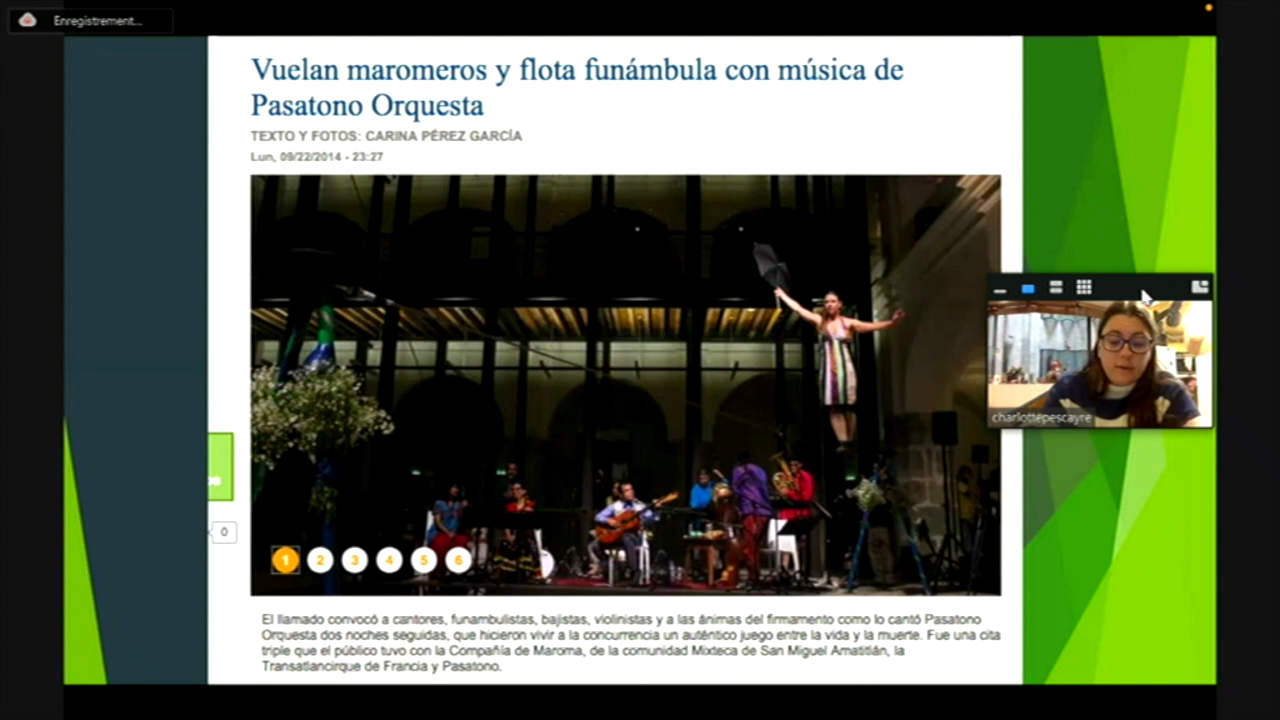 Enregistrement...
Vuelan maromeros y flota funámbula con música de
Pasatono Orquesta
TEXTO Y FOTOS: CARINA PÉREZ GARCÍA
Lun, 09/22/2014 - 23:27
charlottepescayre
0
1 2 3 4 5 6
El llamado convocó a cantores, funambulistas, bajistas, violinistas y a las ánimas del firmamento como lo cantó Pasatono
Orquesta dos noches seguidas, que hicieron vivir a la concurrencia un auténtico juego entre la vida y la muerte. Fue una cita
triple que el público tuvo con la Compañía de Maroma, de la comunidad Mixteca de San Miguel Amatitlán, la
Transatlancirque de Francia y Pasatono.